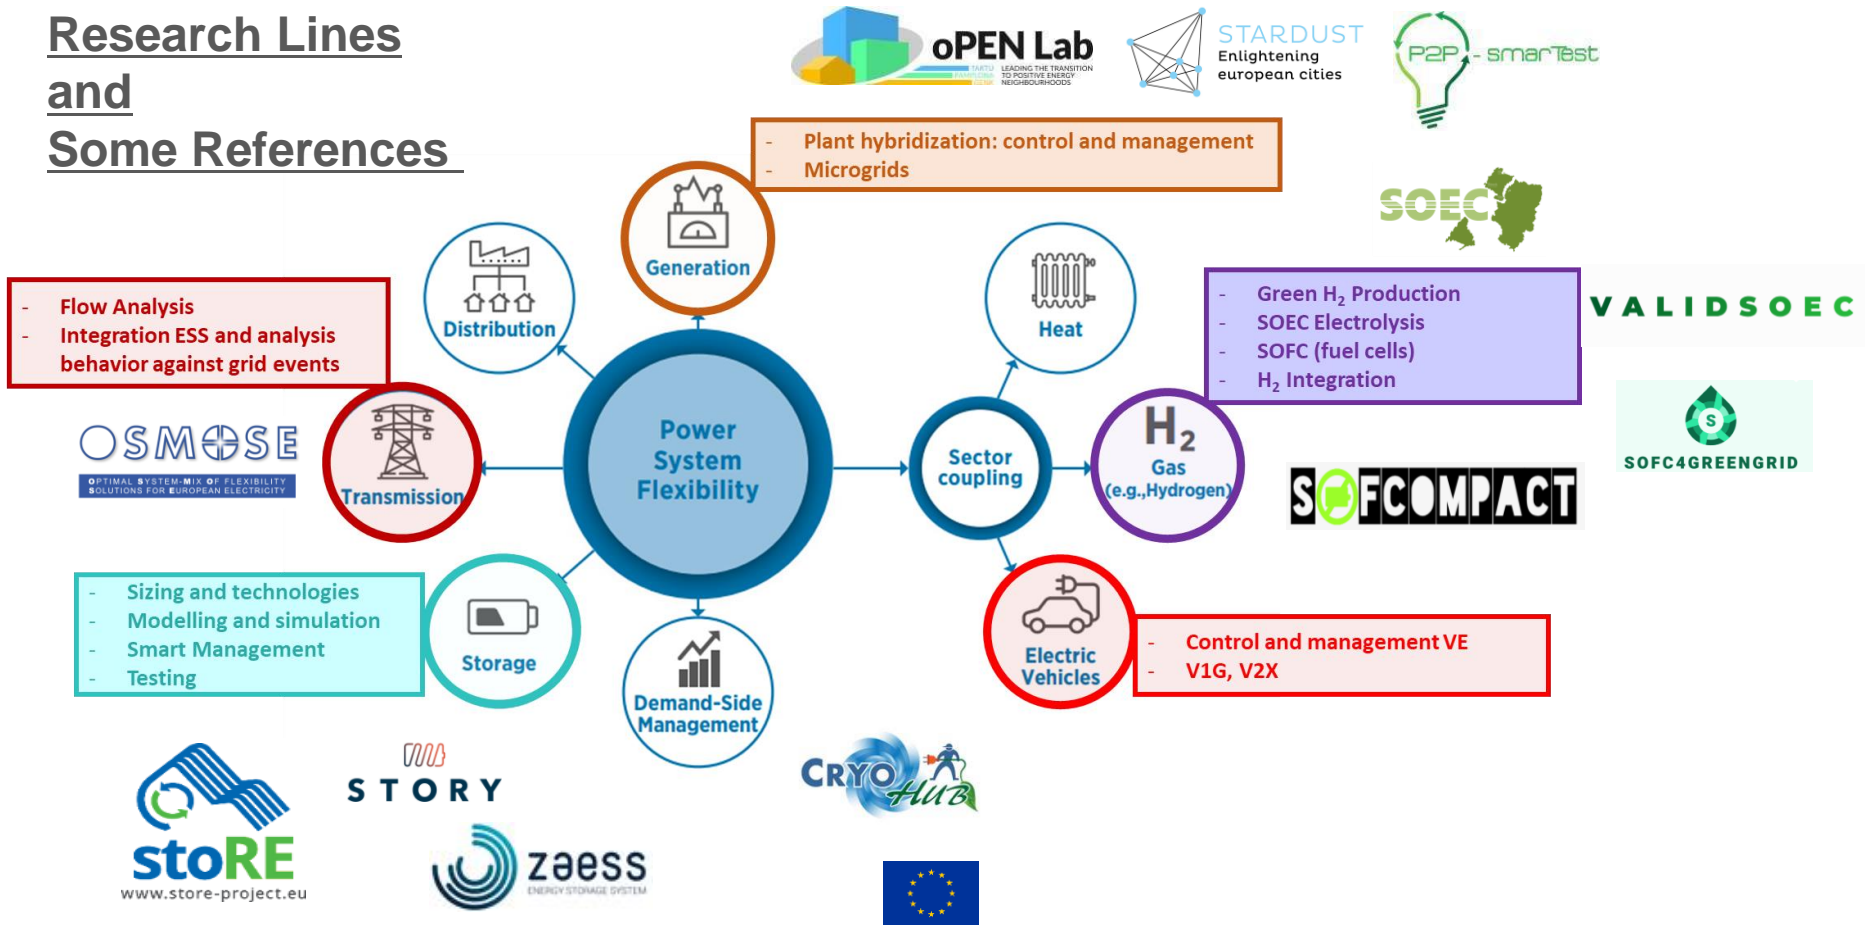 Research Lines
and
Some References
oPEN Lab
TARTU
PAMPLONA
GENK
LEADING THE TRANSITION
TO POSITIVE ENERGY
NEIGHBOURHOODS
STARDUST
Enlightening
european cities
P2P - smarTest
- Plant hybridization: control and management
- Microgrids
SOEC
Generation
Distribution
Heat
- Flow Analysis
- Integration ESS and analysis
behavior against grid events
- Green H2 Production
- SOEC Electrolysis
- SOFC (fuel cells)
- H2 Integration
VALIDSOEC
S
SOFC4GREENGRID
OSMOSE
OPTIMAL SYSTEM-MIX OF FLEXIBILITY
SOLUTIONS FOR EUROPEAN ELECTRICITY
Transmission
Power
System
Flexibility
Sector
coupling
H2
Gas
(e.g.,Hydrogen)
SOFCOMPACT
- Sizing and technologies
- Modelling and simulation
- Smart Management
- Testing
Storage
Demand-Side
Management
Electric
Vehicles
- Control and management VE
- V1G, V2X
stoRE
www.store-project.eu
STORY
zaess
ENERGY STORAGE SYSTEM
CRYO
HUB